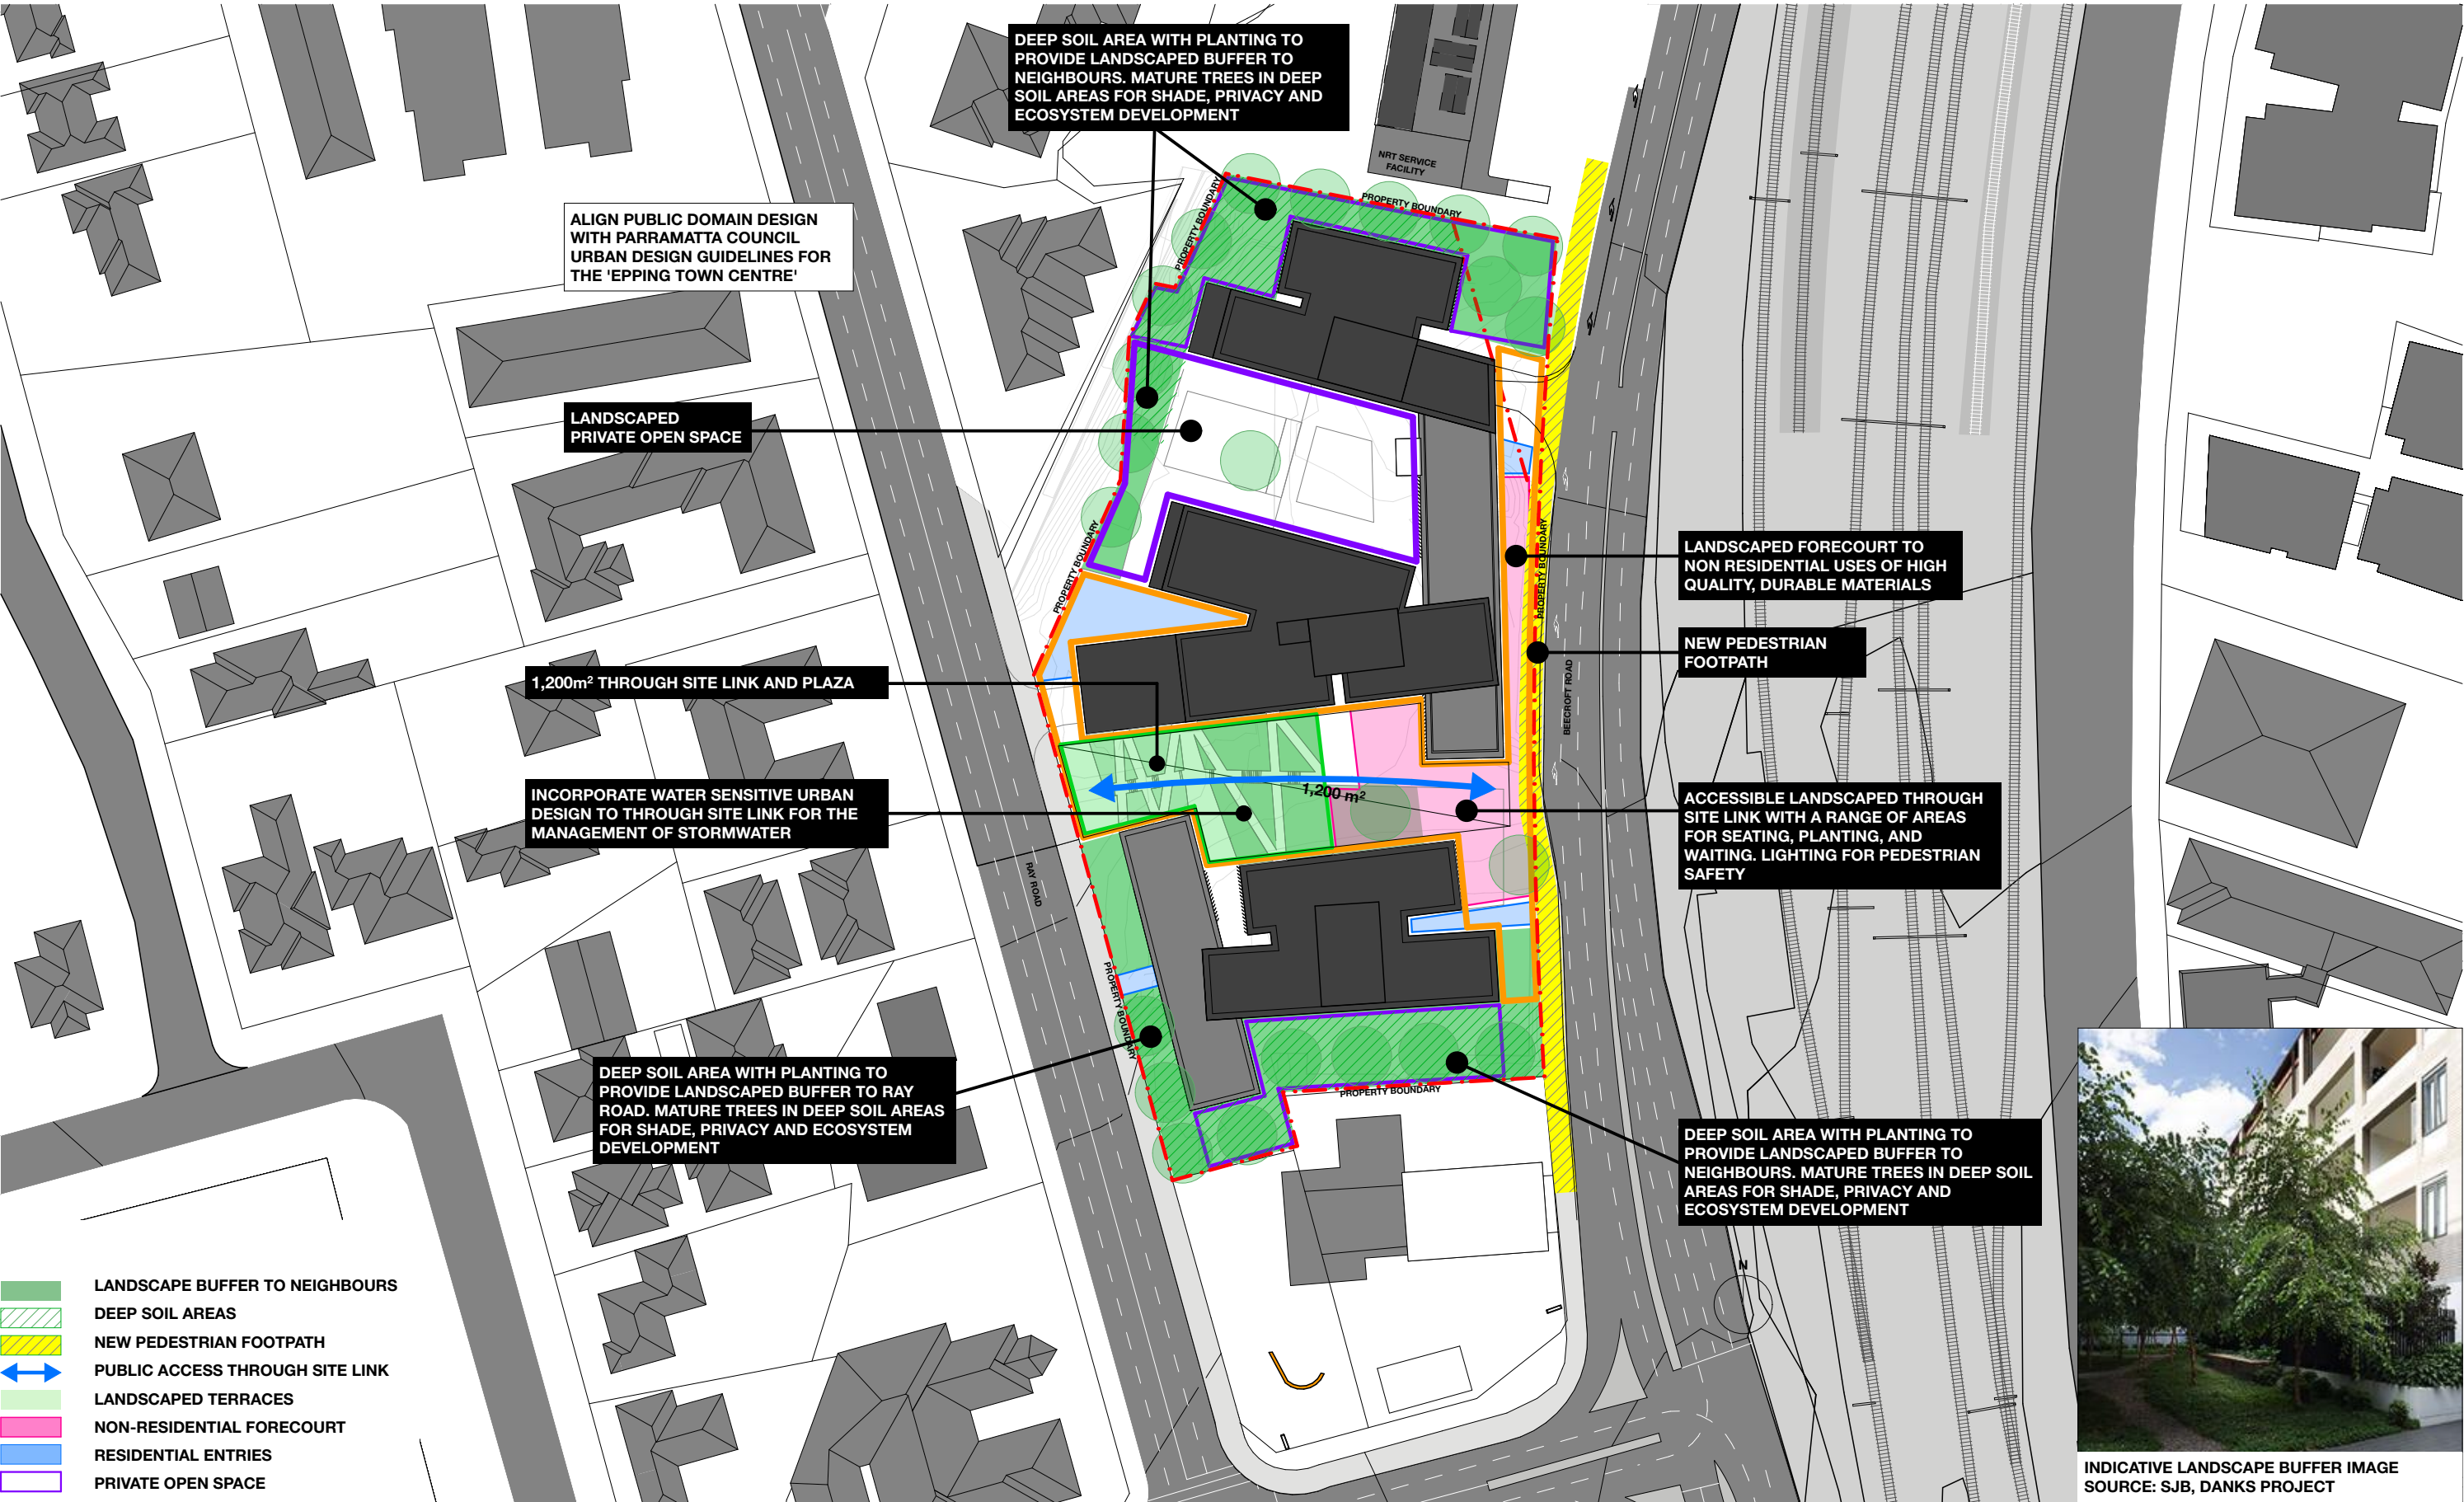 DEEP SOIL AREA WITH PLANTING TO
PROVIDE LANDSCAPED BUFFER TO
NEIGHBOURS. MATURE TREES IN DEEP
SOIL AREAS FOR SHADE, PRIVACY AND
ECOSYSTEM DEVELOPMENT
NRT SERVICE
FACILITY
PROPERTY BOUNDARY
PROPERTY BOUNDARY
ALIGN PUBLIC DOMAIN DESIGN
WITH PARRAMATTA COUNCIL
URBAN DESIGN GUIDELINES FOR
THE 'EPPING TOWN CENTRE'
LANDSCAPED
PRIVATE OPEN SPACE
PROPERTY BOUNDARY
PROPERTY BOUNDARY
LANDSCAPED FORECOURT TO
NON RESIDENTIAL USES OF HIGH
QUALITY, DURABLE MATERIALS
NEW PEDESTRIAN
FOOTPATH
BEECROFT ROAD
1,200m² THROUGH SITE LINK AND PLAZA
INCORPORATE WATER SENSITIVE URBAN
DESIGN TO THROUGH SITE LINK FOR THE
MANAGEMENT OF STORMWATER
1,200 m²
ACCESSIBLE LANDSCAPED THROUGH
SITE LINK WITH A RANGE OF AREAS
FOR SEATING, PLANTING, AND
WAITING. LIGHTING FOR PEDESTRIAN
SAFETY
RAY ROAD
PROPERTY BOUNDARY
DEEP SOIL AREA WITH PLANTING TO
PROVIDE LANDSCAPED BUFFER TO RAY
ROAD. MATURE TREES IN DEEP SOIL AREAS
FOR SHADE, PRIVACY AND ECOSYSTEM
DEVELOPMENT
PROPERTY BOUNDARY
DEEP SOIL AREA WITH PLANTING TO
PROVIDE LANDSCAPED BUFFER TO
NEIGHBOURS. MATURE TREES IN DEEP SOIL
AREAS FOR SHADE, PRIVACY AND
ECOSYSTEM DEVELOPMENT
N
LANDSCAPE BUFFER TO NEIGHBOURS
DEEP SOIL AREAS
NEW PEDESTRIAN FOOTPATH
PUBLIC ACCESS THROUGH SITE LINK
LANDSCAPED TERRACES
NON-RESIDENTIAL FORECOURT
RESIDENTIAL ENTRIES
PRIVATE OPEN SPACE
INDICATIVE LANDSCAPE BUFFER IMAGE
SOURCE: SJB, DANKS PROJECT